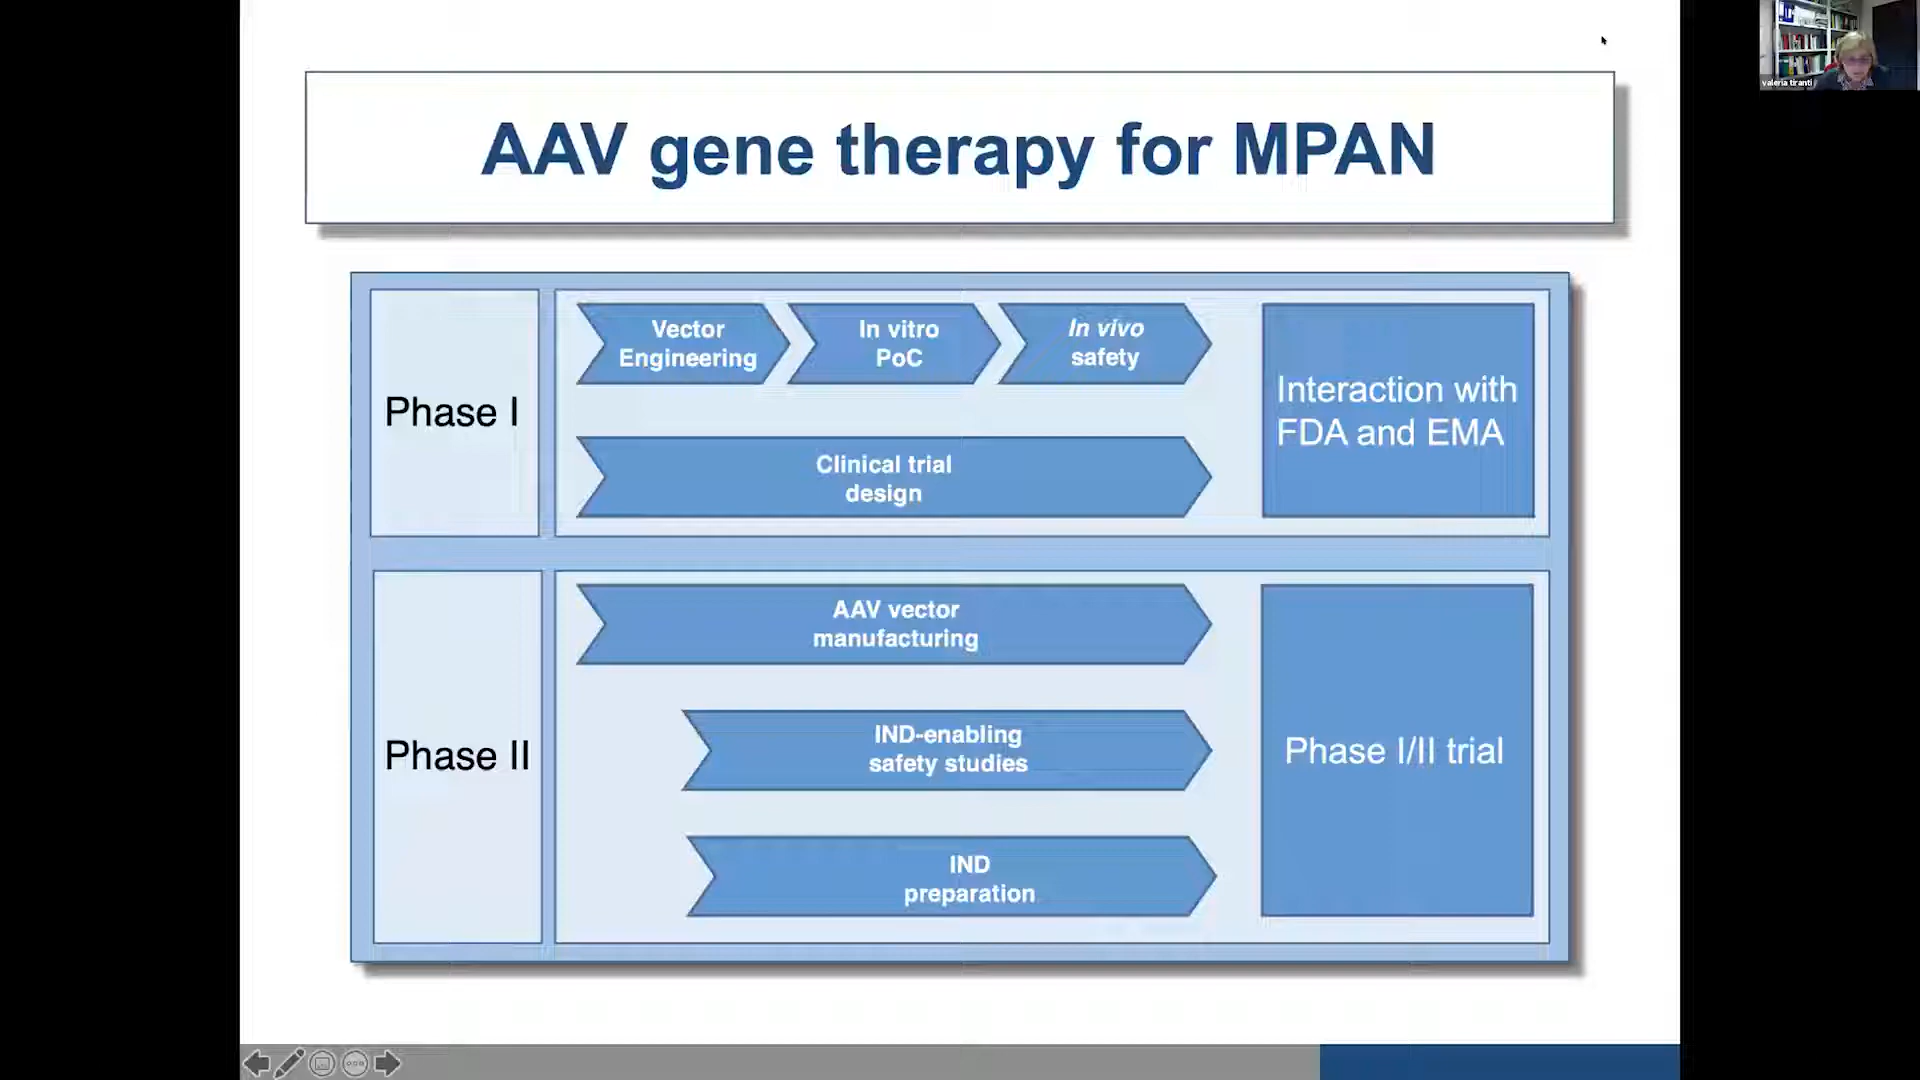 valeria tiranti
AAV gene therapy for MPAN
Phase I
Vector
Engineering
In vitro
PoC
In vivo
safety
Clinical trial
design
Interaction with
FDA and EMA
Phase II
AAV vector
manufacturing
IND-enabling
safety studies
IND
preparation
Phase I/II trial